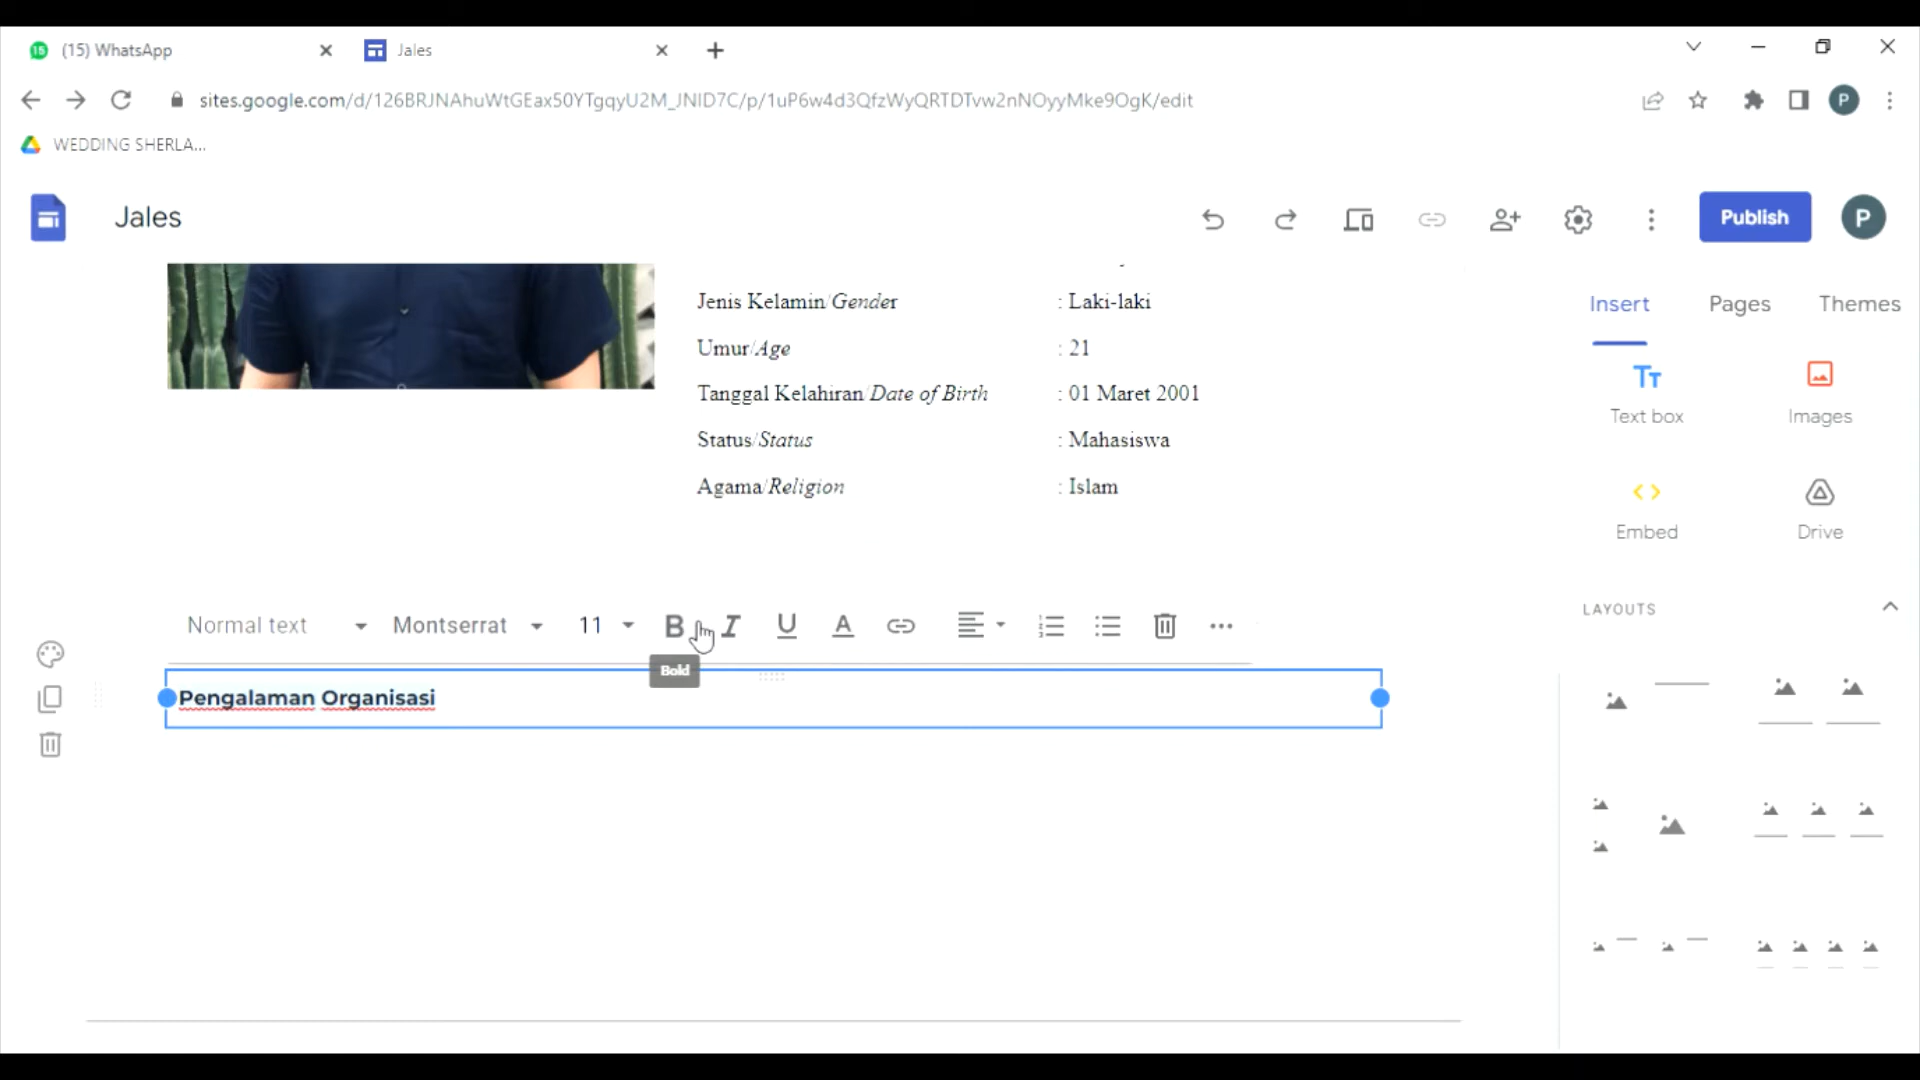 15 (15) WhatsApp
Jales
sites.google.com/d/126BRJNAhuWtGEax50YTgqyU2M_JNID7C/p/1uP6w4d3QfzWyQRTDTvw2nNOyyMke9OgK/edit
P
WEDDING SHERLA...
Jales
Publish
P
Insert
Pages
Themes
Jenis Kelamin/Gender : Laki-laki
Umur/Age : 21
Tanggal Kelahiran/Date of Birth : 01 Maret 2001
Status/Status : Mahasiswa
Agama/Religion : Islam
Text box
Images
Embed
Drive
LAYOUTS
Normal text
Montserrat
11
B I U A
Bold
Pengalaman Organisasi